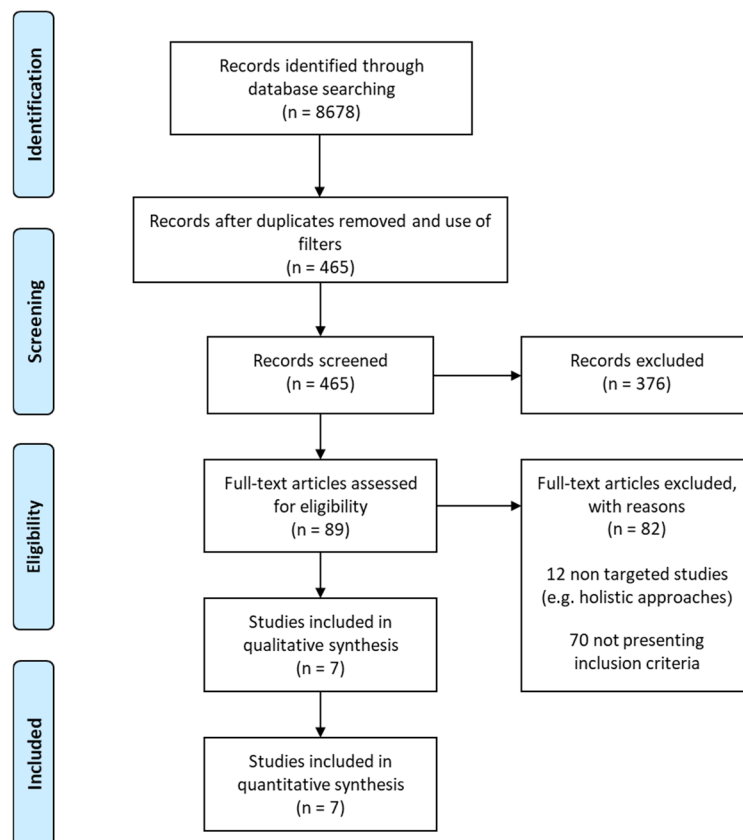 Identification
Records identified through
database searching
(n = 8678)
Records after duplicates removed and use of
filters
(n = 465)
Screening
Records screened
(n = 465)
Records excluded
(n = 376)
Eligibility
Full-text articles assessed
for eligibility
(n = 89)
Full-text articles excluded,
with reasons
(n = 82)
12 non targeted studies
(e.g. holistic approaches)
70 not presenting
inclusion criteria
Studies included in
qualitative synthesis
(n = 7)
Included
Studies included in
quantitative synthesis
(n = 7)